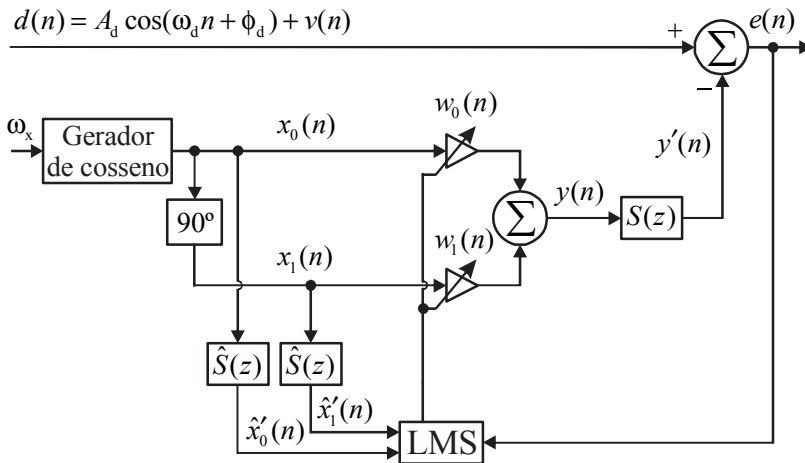 d(n) = A_d cos(ω_d n + ϕ_d) + v(n)
+
Σ
e(n)
−
ω_x
Gerador
de cosseno
x_0(n)
w_0(n)
y′(n)
90º
Σ
y(n)
S(z)
x_1(n)
w_1(n)
Ŝ(z)
Ŝ(z)
x̂′_1(n)
x̂′_0(n)
LMS